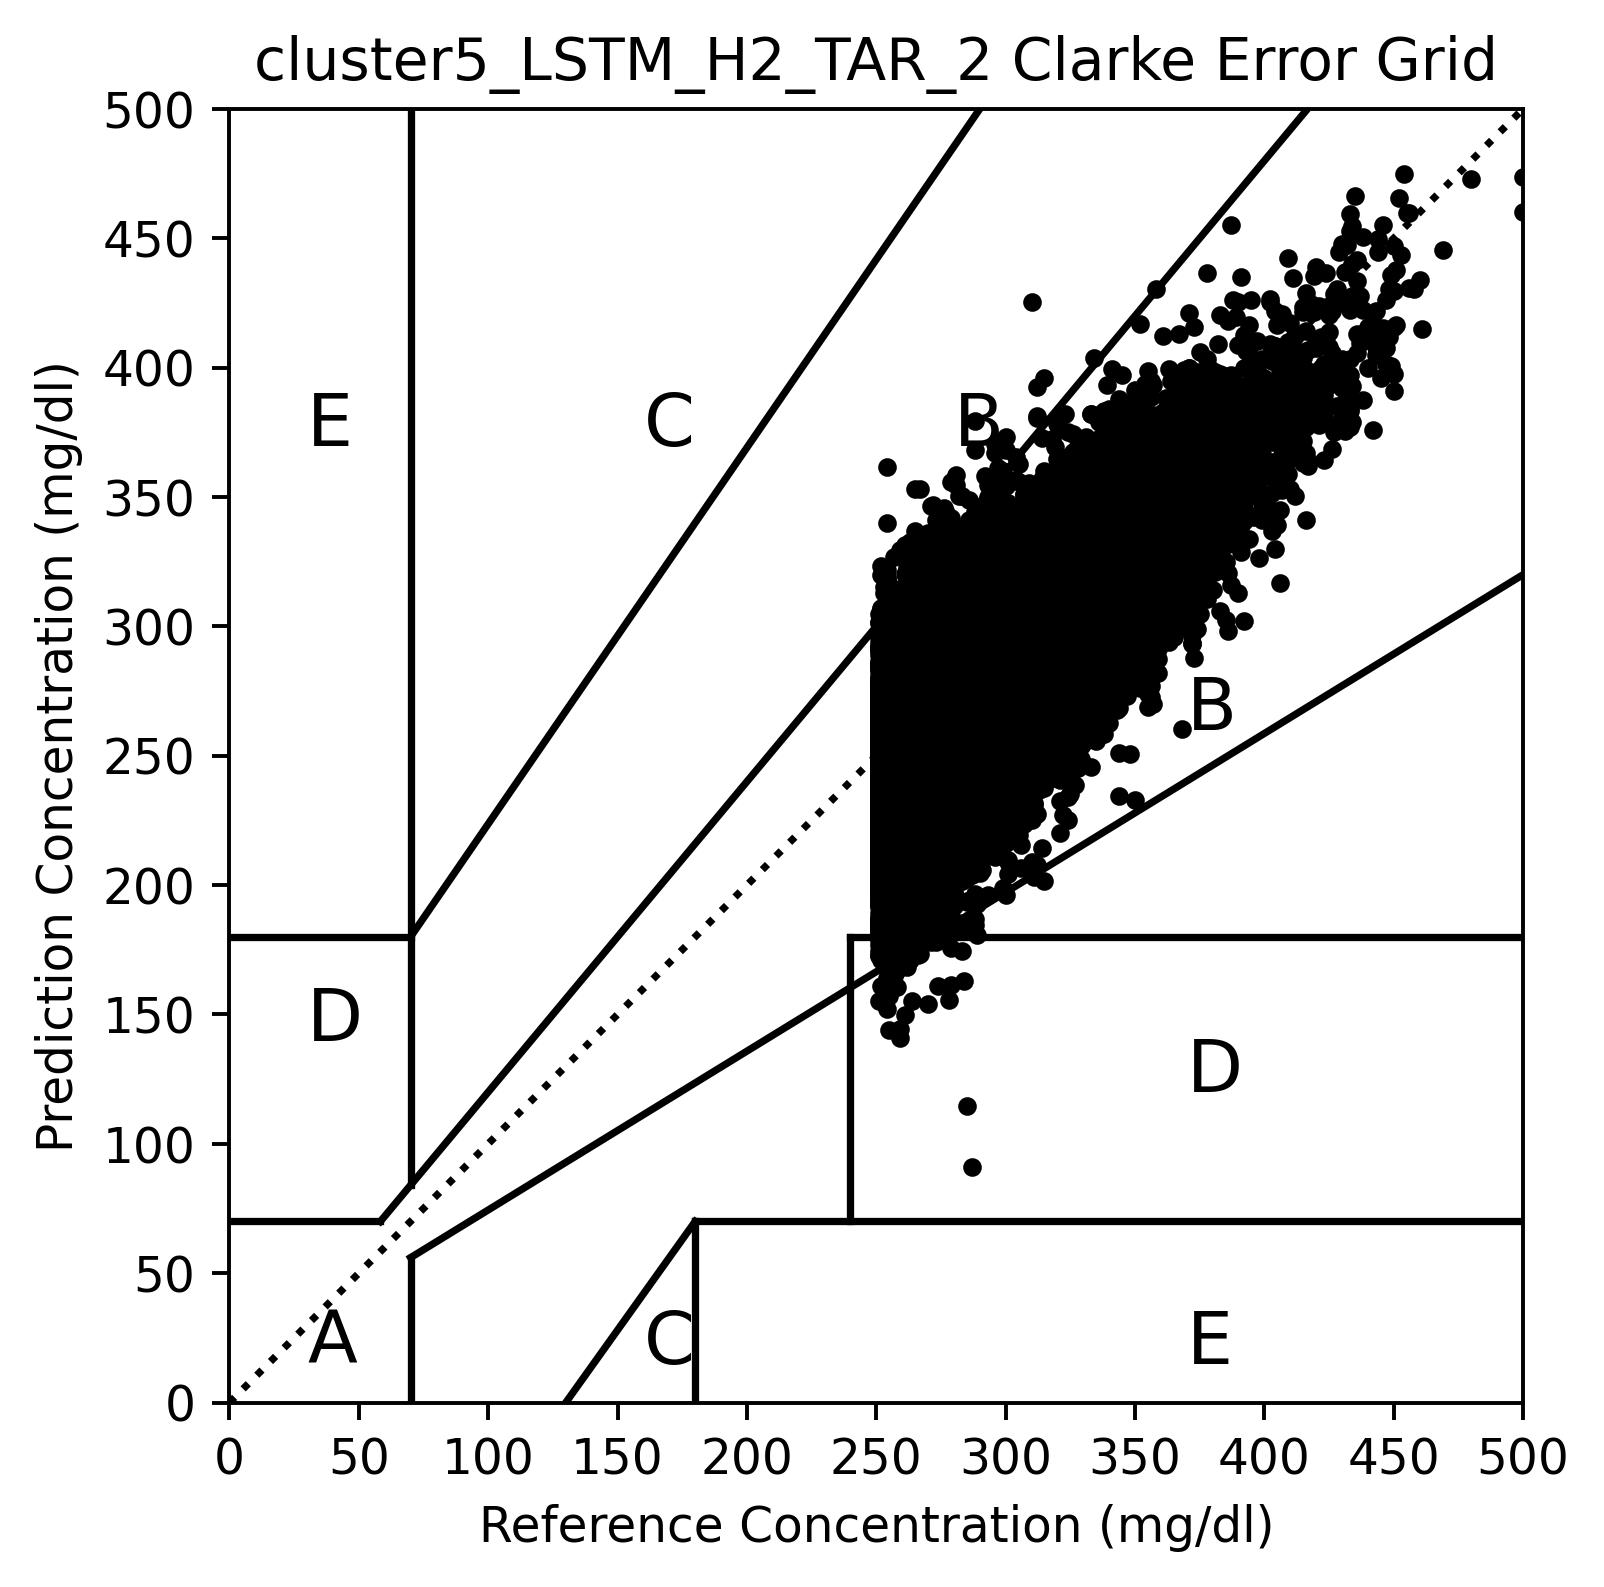 cluster5_LSTM_H2_TAR_2 Clarke Error Grid
500
450
400
350
300
250
200
150
100
50
0
Prediction Concentration (mg/dl)
E
C
B
B
D
D
A
C
E
0 50 100 150 200 250 300 350 400 450 500
Reference Concentration (mg/dl)